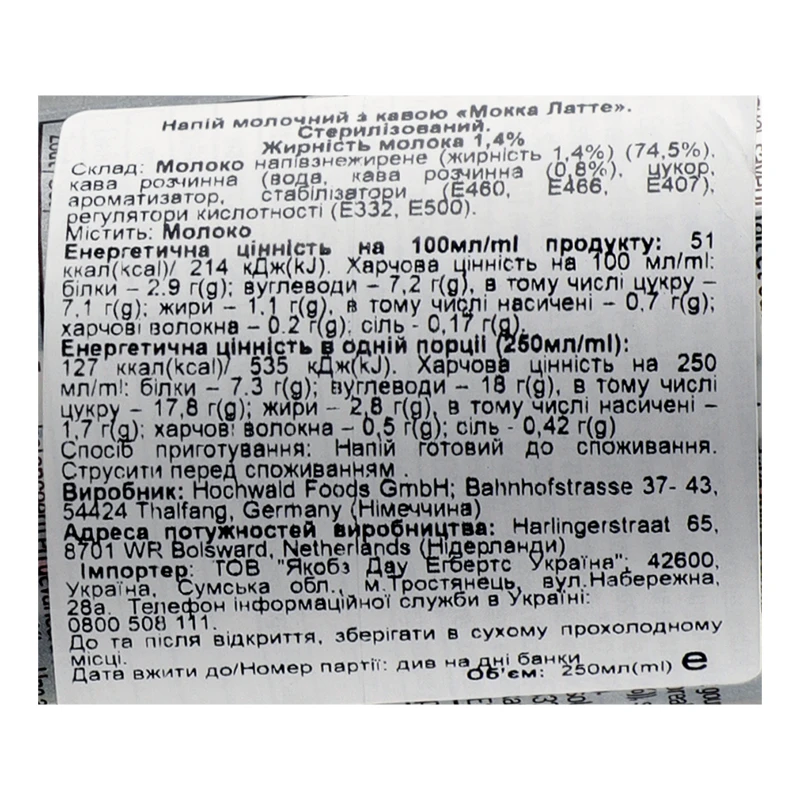 Напій молочний з кавою «Мокка Латте».
Стерилізований.
Жирність молока 1,4%
Склад: Молоко напівзнежирене (жирність 1,4%) (74,5%),
кава розчинна (вода, кава розчинна (0,8%), цукор,
ароматизатор, стабілізатори (Е460, Е466, Е407),
регулятори кислотності (Е332, Е500).
Містить: Молоко
Енергетична цінність на 100мл/ml продукту: 51
ккал(kcal)/ 214 кДж(kJ). Харчова цінність на 100 мл/ml:
білки – 2.9 г(g); вуглеводи – 7,2 г(g), в тому числі цукру –
7,1 г(g); жири – 1,1 г(g), в тому числі насичені – 0,7 г(g);
харчові волокна – 0.2 г(g); сіль - 0,17 г(g).
Енергетична цінність в одній порції (250мл/ml):
127 ккал(kcal)/ 535 кДж(kJ). Харчова цінність на 250
мл/ml: білки – 7.3 г(g); вуглеводи – 18 г(g), в тому числі
цукру – 17,8 г(g); жири – 2,8 г(g), в тому числі насичені –
1,7 г(g); харчові волокна – 0,5 г(g); сіль - 0,42 г(g)
Спосіб приготування: Напій готовий до споживання.
Струсити перед споживанням .
Виробник: Hochwald Foods GmbH; Bahnhofstrasse 37- 43,
54424 Thalfang, Germany (Німеччина)
Адреса потужностей виробництва: Harlingerstraat 65,
8701 WR Bolsward, Netherlands (Нідерланди)
Імпортер: ТОВ "Якобз Дау Егбертс Україна"; 42600,
Україна, Сумська обл., м.Тростянець, вул.Набережна,
28а. Телефон інформаційної служби в Україні:
0800 508 111.
До та після відкриття, зберігати в сухому прохолодному
місці.
Дата вжити до/Номер партії: див на дні банки
Об'єм: 250мл(ml) e